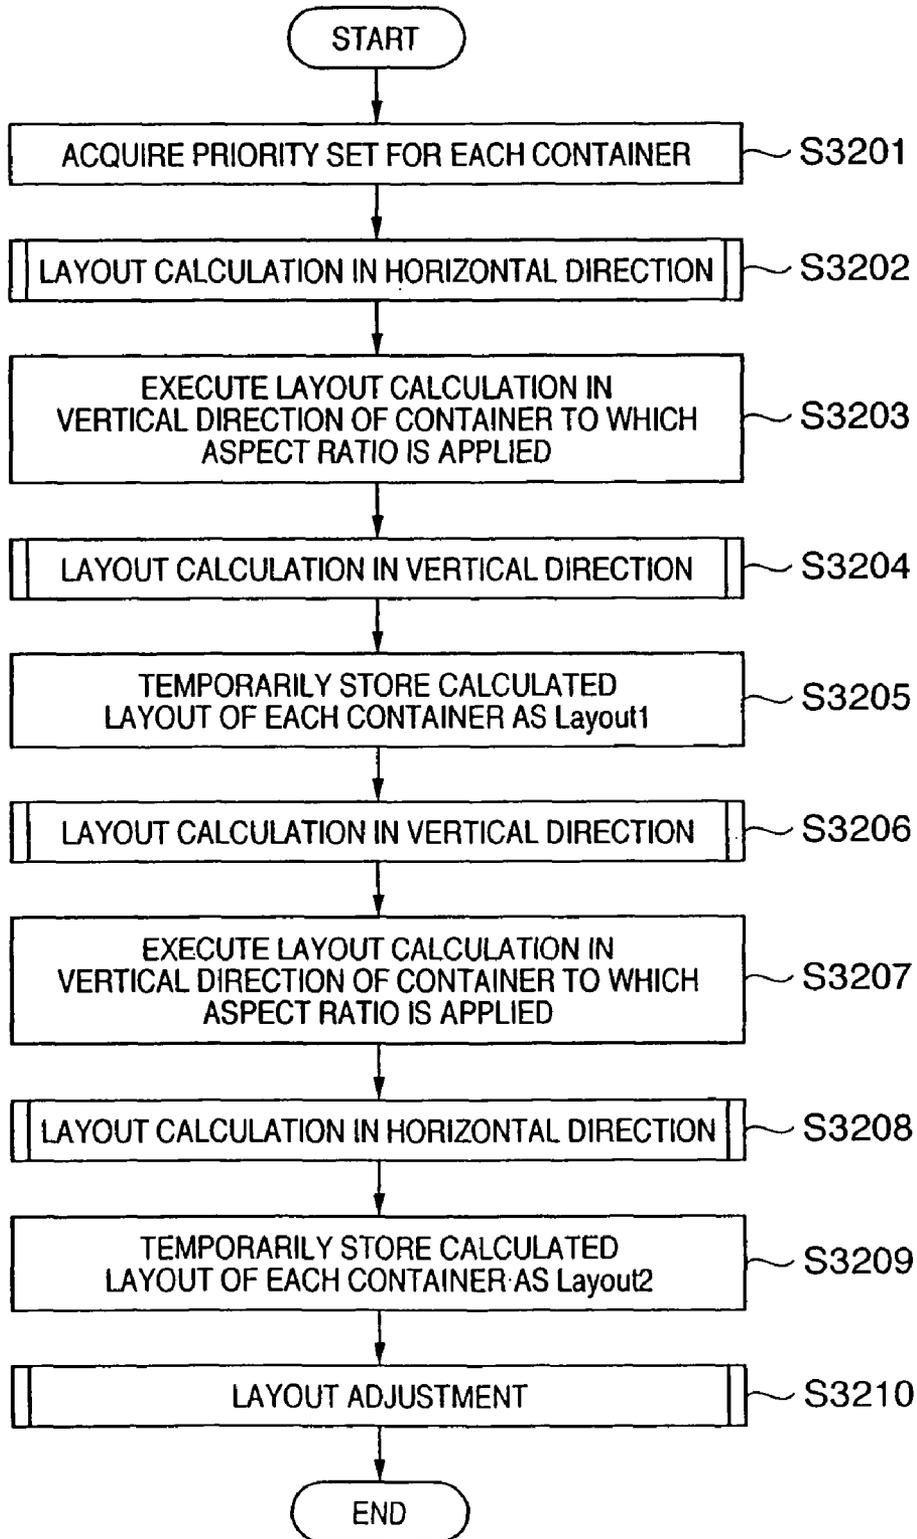 START
ACQUIRE PRIORITY SET FOR EACH CONTAINER
S3201
LAYOUT CALCULATION IN HORIZONTAL DIRECTION
S3202
EXECUTE LAYOUT CALCULATION IN
VERTICAL DIRECTION OF CONTAINER TO WHICH
ASPECT RATIO IS APPLIED
S3203
LAYOUT CALCULATION IN VERTICAL DIRECTION
S3204
TEMPORARILY STORE CALCULATED
LAYOUT OF EACH CONTAINER AS Layout1
S3205
LAYOUT CALCULATION IN VERTICAL DIRECTION
S3206
EXECUTE LAYOUT CALCULATION IN
VERTICAL DIRECTION OF CONTAINER TO WHICH
ASPECT RATIO IS APPLIED
S3207
LAYOUT CALCULATION IN HORIZONTAL DIRECTION
S3208
TEMPORARILY STORE CALCULATED
LAYOUT OF EACH CONTAINER AS Layout2
S3209
LAYOUT ADJUSTMENT
S3210
END